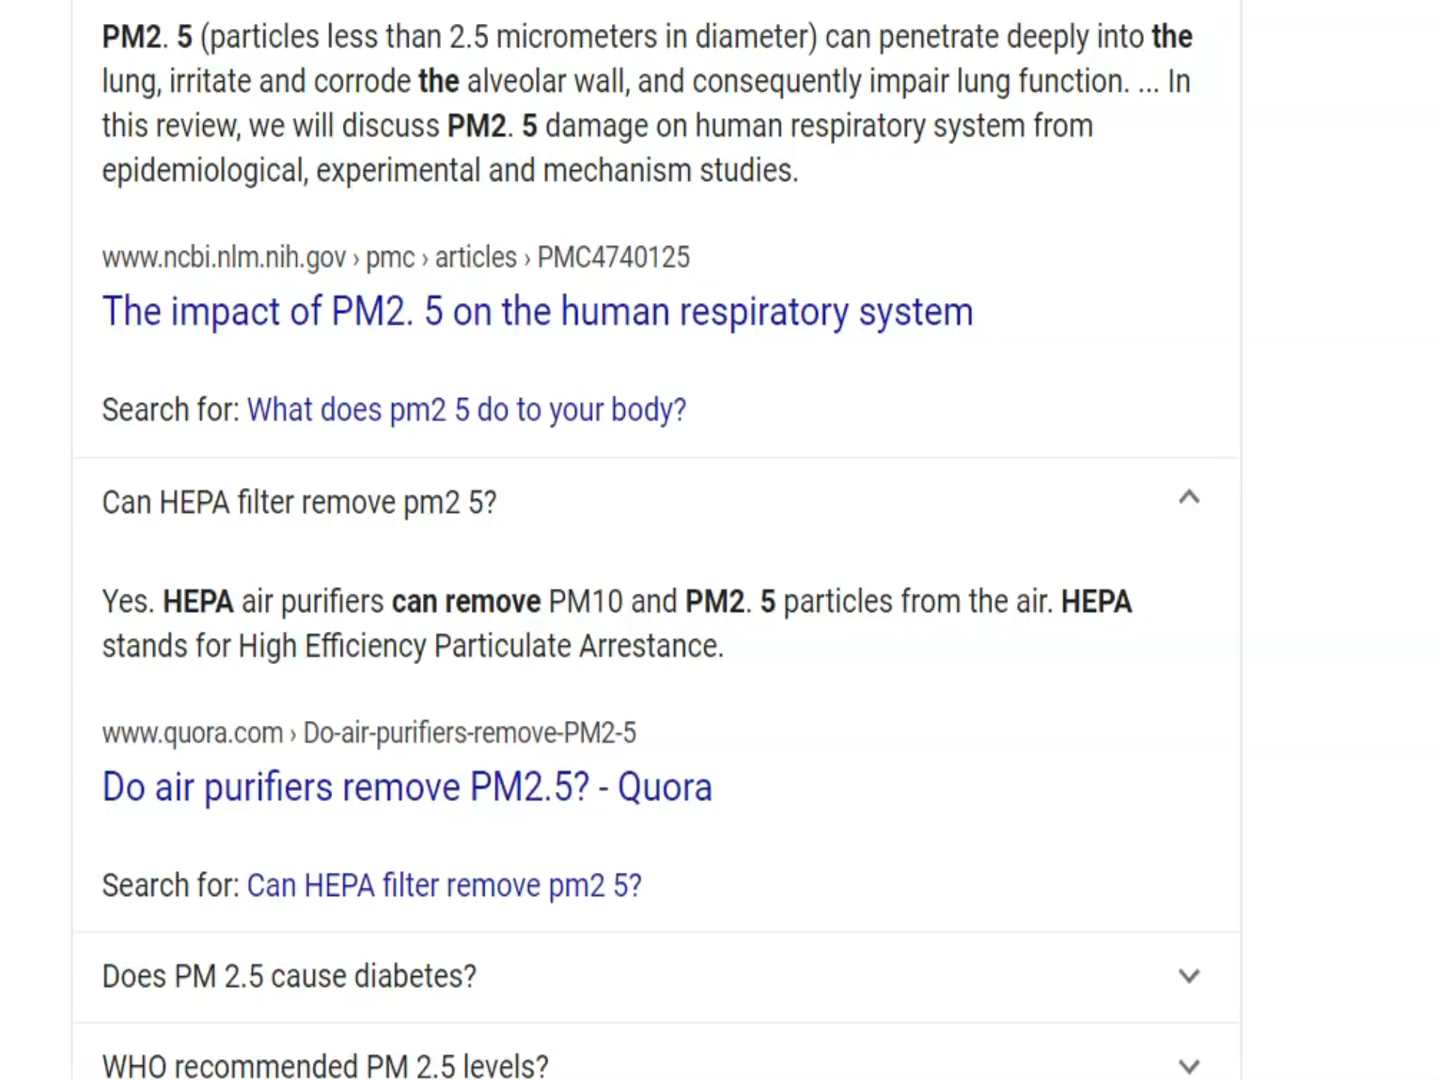 PM2. 5 (particles less than 2.5 micrometers in diameter) can penetrate deeply into the
lung, irritate and corrode the alveolar wall, and consequently impair lung function. ... In
this review, we will discuss PM2. 5 damage on human respiratory system from
epidemiological, experimental and mechanism studies.
www.ncbi.nlm.nih.gov › pmc › articles › PMC4740125
The impact of PM2. 5 on the human respiratory system
Search for: What does pm2 5 do to your body?
Can HEPA filter remove pm2 5?
Yes. HEPA air purifiers can remove PM10 and PM2. 5 particles from the air. HEPA
stands for High Efficiency Particulate Arrestance.
www.quora.com › Do-air-purifiers-remove-PM2-5
Do air purifiers remove PM2.5? - Quora
Search for: Can HEPA filter remove pm2 5?
Does PM 2.5 cause diabetes?
WHO recommended PM 2.5 levels?